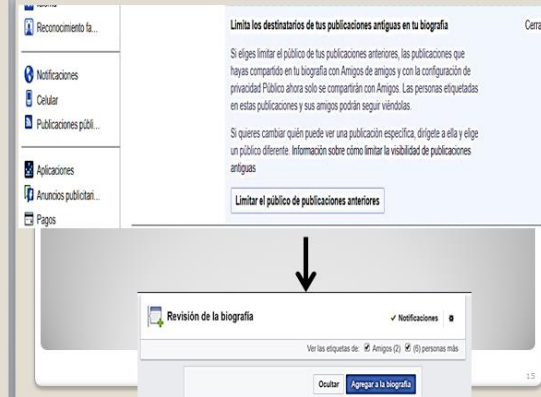 Idioma
Reconocimiento fa...
Notificaciones
Celular
Publicaciones públi...
Aplicaciones
Anuncios publicitari...
Pagos
Limita los destinatarios de tus publicaciones antiguas en tu biografía
Cerra
Si eliges limitar el público de tus publicaciones anteriores, las publicaciones que
hayas compartido en tu biografía con Amigos de amigos y con la configuración de
privacidad Público ahora solo se compartirán con Amigos. Las personas etiquetadas
en estas publicaciones y sus amigos podrán seguir viéndolas.
Si quieres cambiar quién puede ver una publicación específica, dirígete a ella y elige
un público diferente. Información sobre cómo limitar la visibilidad de publicaciones
antiguas
Limitar el público de publicaciones anteriores
Revisión de la biografía
✓ Notificaciones
Ver las etiquetas de: Amigos (2) (6) personas más
Ocultar
Agregar a la biografía
15